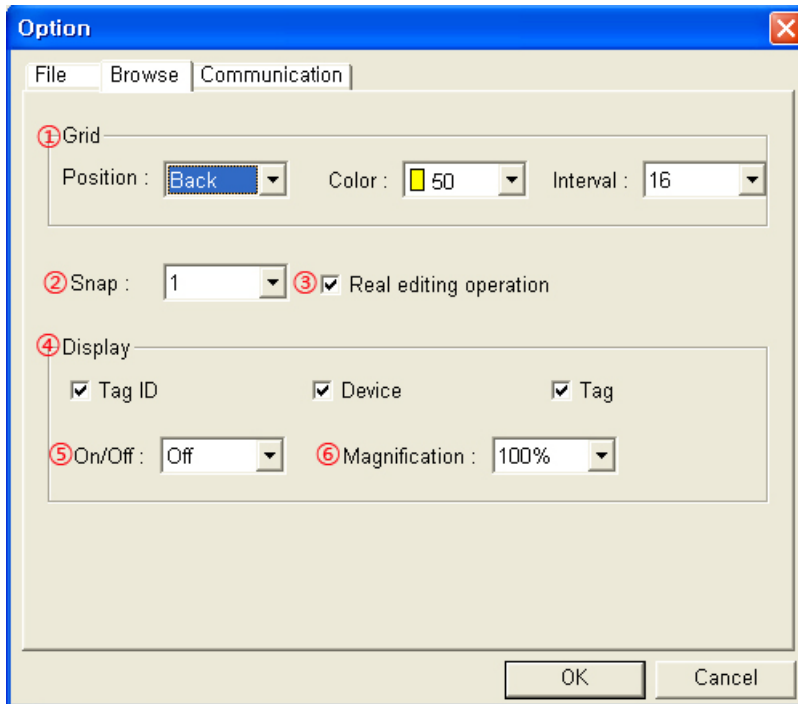 Option
File Browse Communication
①Grid
Position : Back Color : 50 Interval : 16
②Snap : 1 ③ Real editing operation
④Display
Tag ID Device Tag
⑤On/Off : Off ⑥Magnification : 100%
OK Cancel